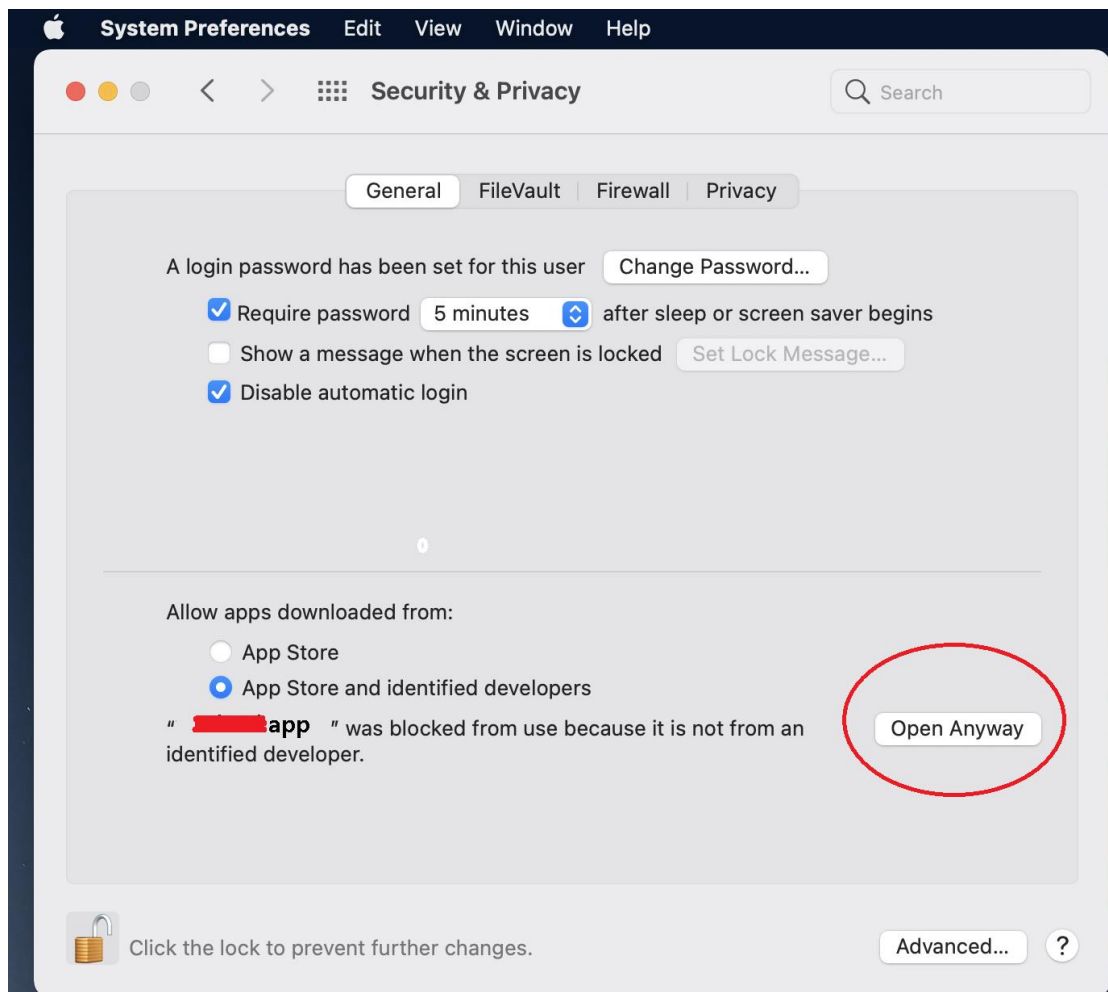 System Preferences Edit View Window Help
Security & Privacy Search
General FileVault Firewall Privacy
A login password has been set for this user Change Password...
Require password 5 minutes after sleep or screen saver begins
Show a message when the screen is locked Set Lock Message...
Disable automatic login
Allow apps downloaded from:
App Store
App Store and identified developers
" app " was blocked from use because it is not from an Open Anyway
identified developer.
Click the lock to prevent further changes. Advanced... ?